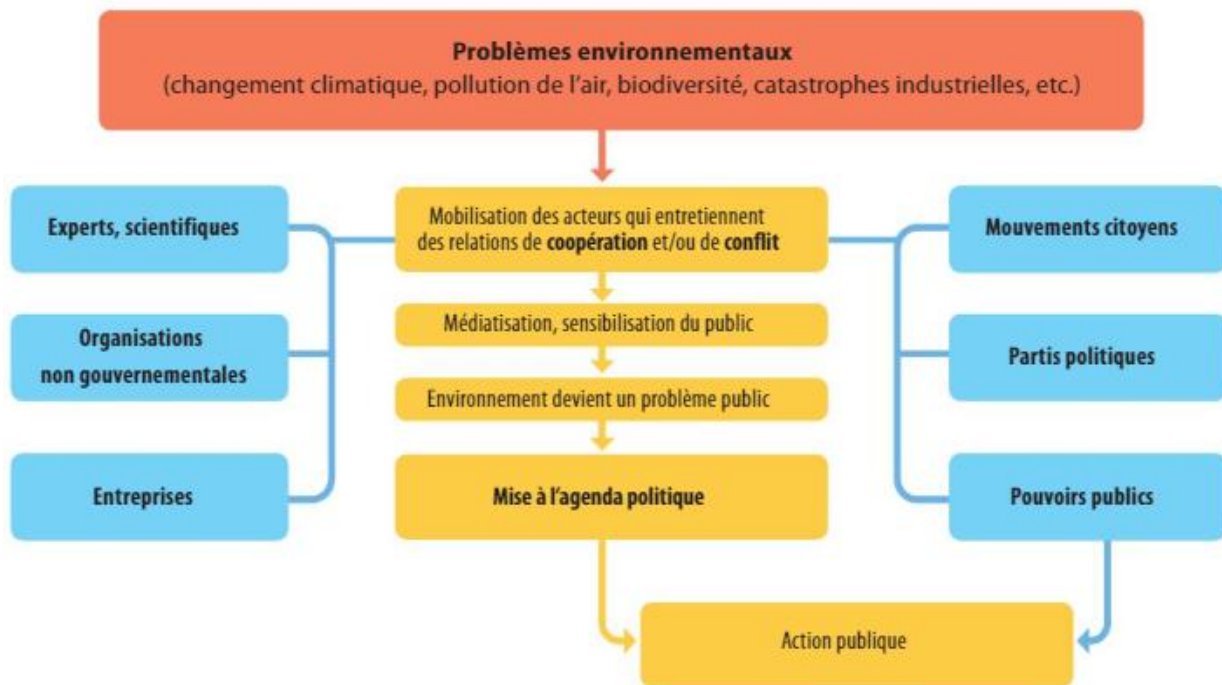 Problèmes environnementaux
(changement climatique, pollution de l'air, biodiversité, catastrophes industrielles, etc.)
Experts, scientifiques
Organisations
non gouvernementales
Entreprises
Mobilisation des acteurs qui entretiennent
des relations de coopération et/ou de conflit
Médiatisation, sensibilisation du public
Environnement devient un problème public
Mise à l'agenda politique
Mouvements citoyens
Partis politiques
Pouvoirs publics
Action publique